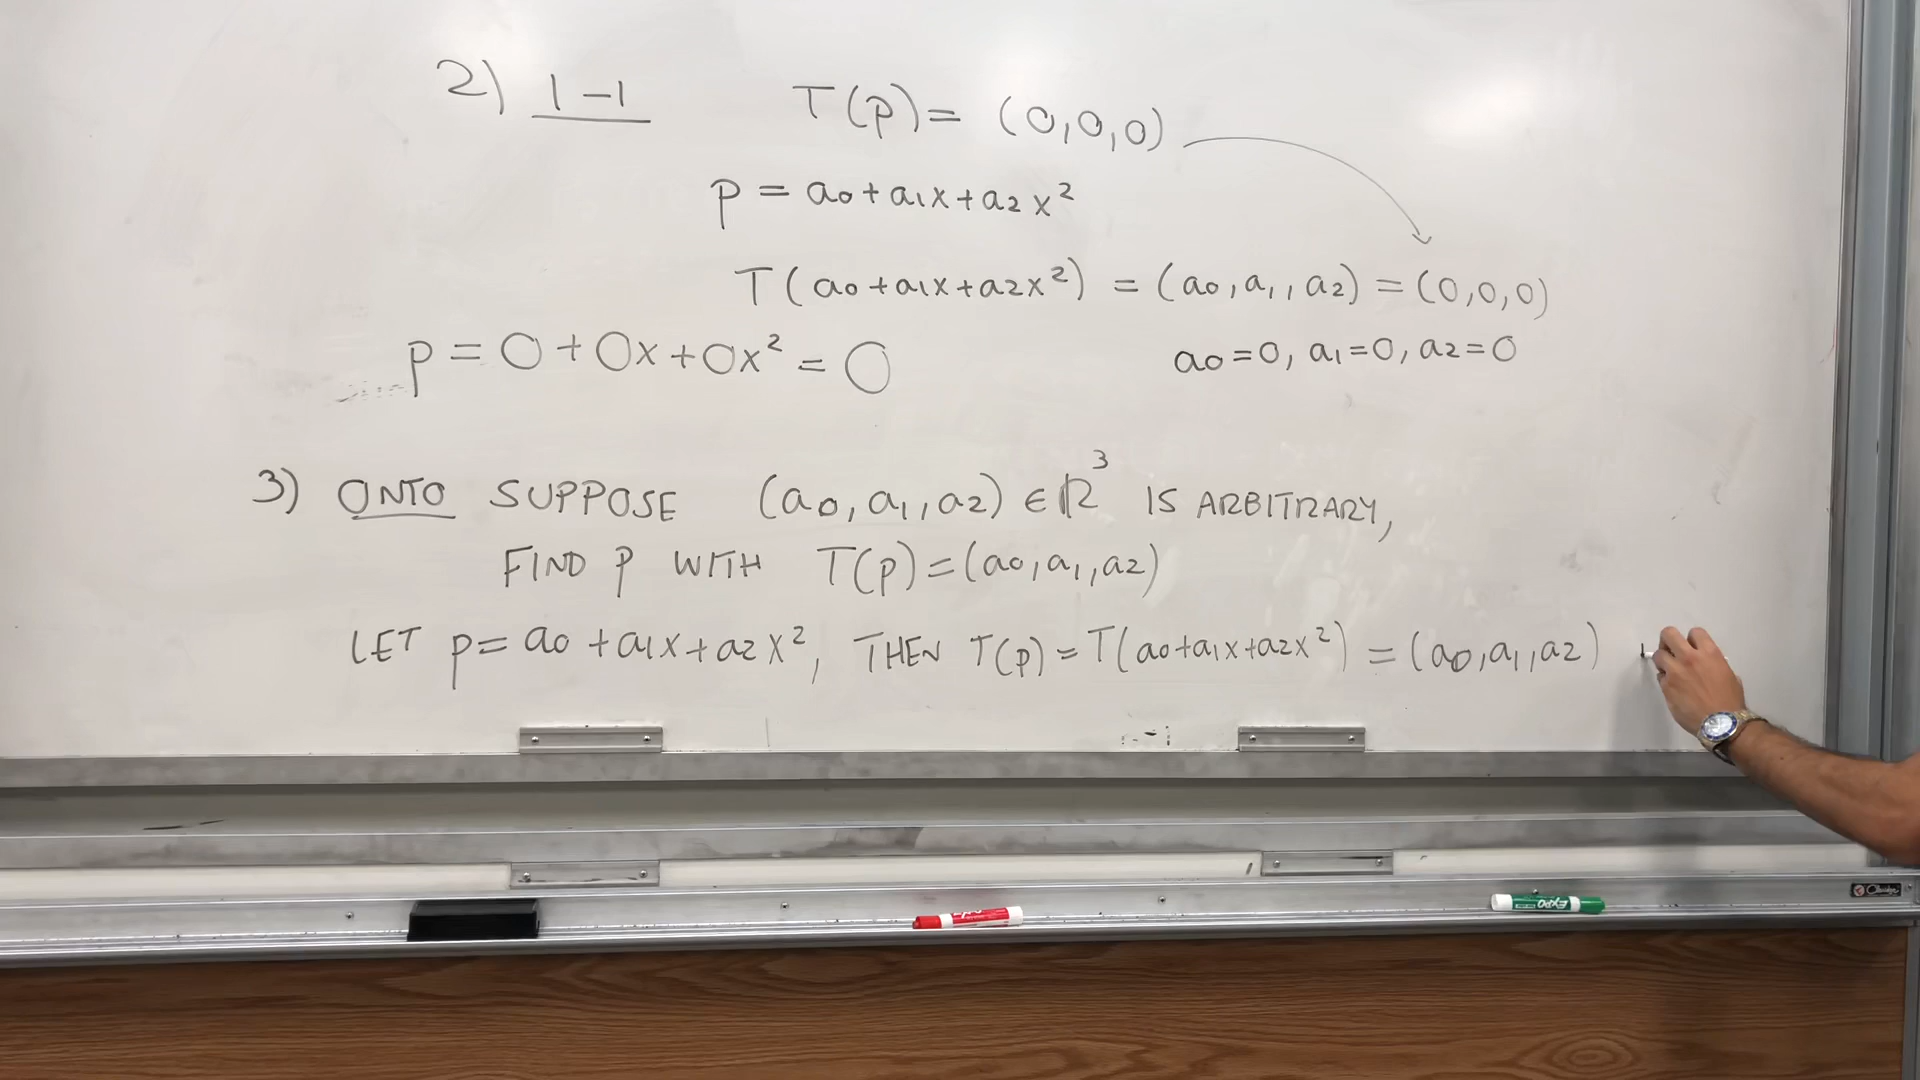 2) 1-1 T(p) = (0,0,0)
p = a0 + a1x + a2x²
T(a0 + a1x + a2x²) = (a0, a1, a2) = (0,0,0)
p = 0 + 0x + 0x² = 0
a0=0, a1=0, a2=0
3) ONTO SUPPOSE (a0, a1, a2) ∈ ℝ³ IS ARBITRARY,
FIND p WITH T(p) = (a0, a1, a2)
LET p = a0 + a1x + a2x², THEN T(p) = T(a0+a1x+a2x²) = (a0, a1, a2)
EXPO